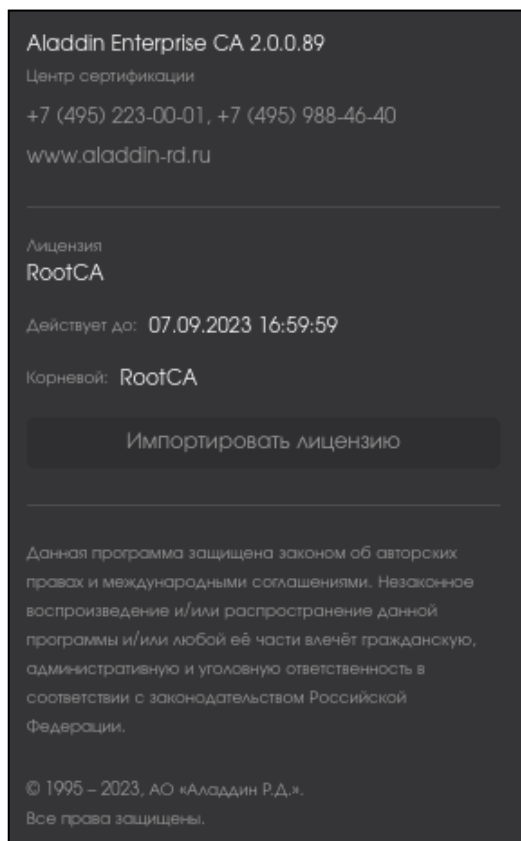 Aladdin Enterprise CA 2.0.0.89
Центр сертификации
+7 (495) 223-00-01, +7 (495) 988-46-40
www.aladdin-rd.ru
Лицензия
RootCA
Действует до: 07.09.2023 16:59:59
Корневой: RootCA
Импортировать лицензию
Данная программа защищена законом об авторских
правах и международными соглашениями. Незаконное
воспроизведение и/или распространение данной
программы и/или любой её части влечёт гражданскую,
административную и уголовную ответственность в
соответствии с законодательством Российской
Федерации.
© 1995 – 2023, АО «Аладдин Р.Д.».
Все права защищены.